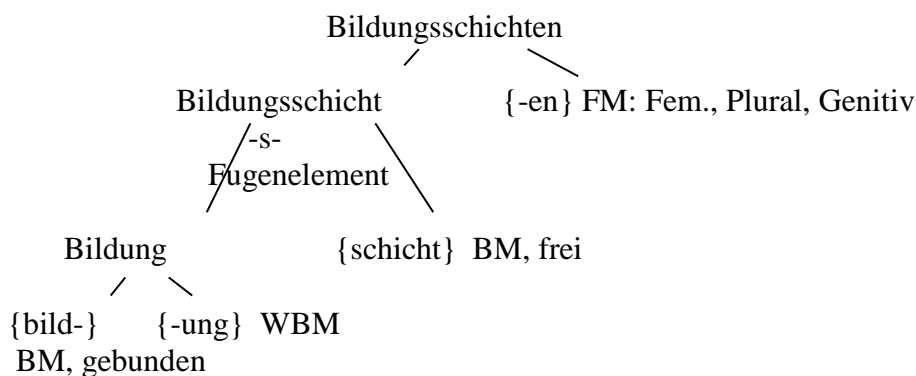 Bildungsschichten
Bildungsschicht {-en} FM: Fem., Plural, Genitiv
-s-
Fugenelement
Bildung {schicht} BM, frei
{bild-} {-ung} WBM
BM, gebunden